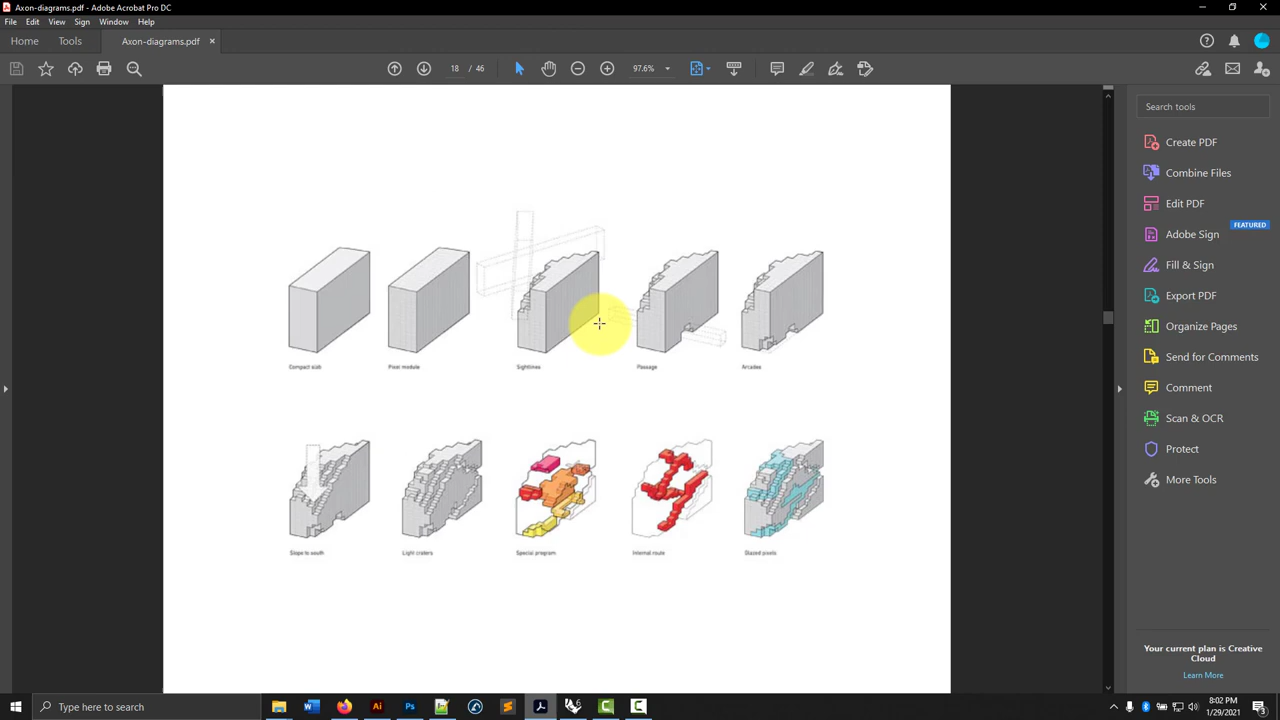 Axon-diagrams.pdf - Adobe Acrobat Pro DC
File Edit View Sign Window Help
Home Tools Axon-diagrams.pdf ×
18 / 46 97.6%
Search tools
Create PDF
Combine Files
Edit PDF
FEATURED
Adobe Sign
Fill & Sign
Export PDF
Organize Pages
Send for Comments
Comment
Scan & OCR
Protect
More Tools
Compact slab Pixel module Sightlines Passage Arcades
Slope to south Light craters Special program Internal route Glazed pixels
Your current plan is Creative
Cloud
Learn More
Type here to search
8:02 PM
1/29/2021